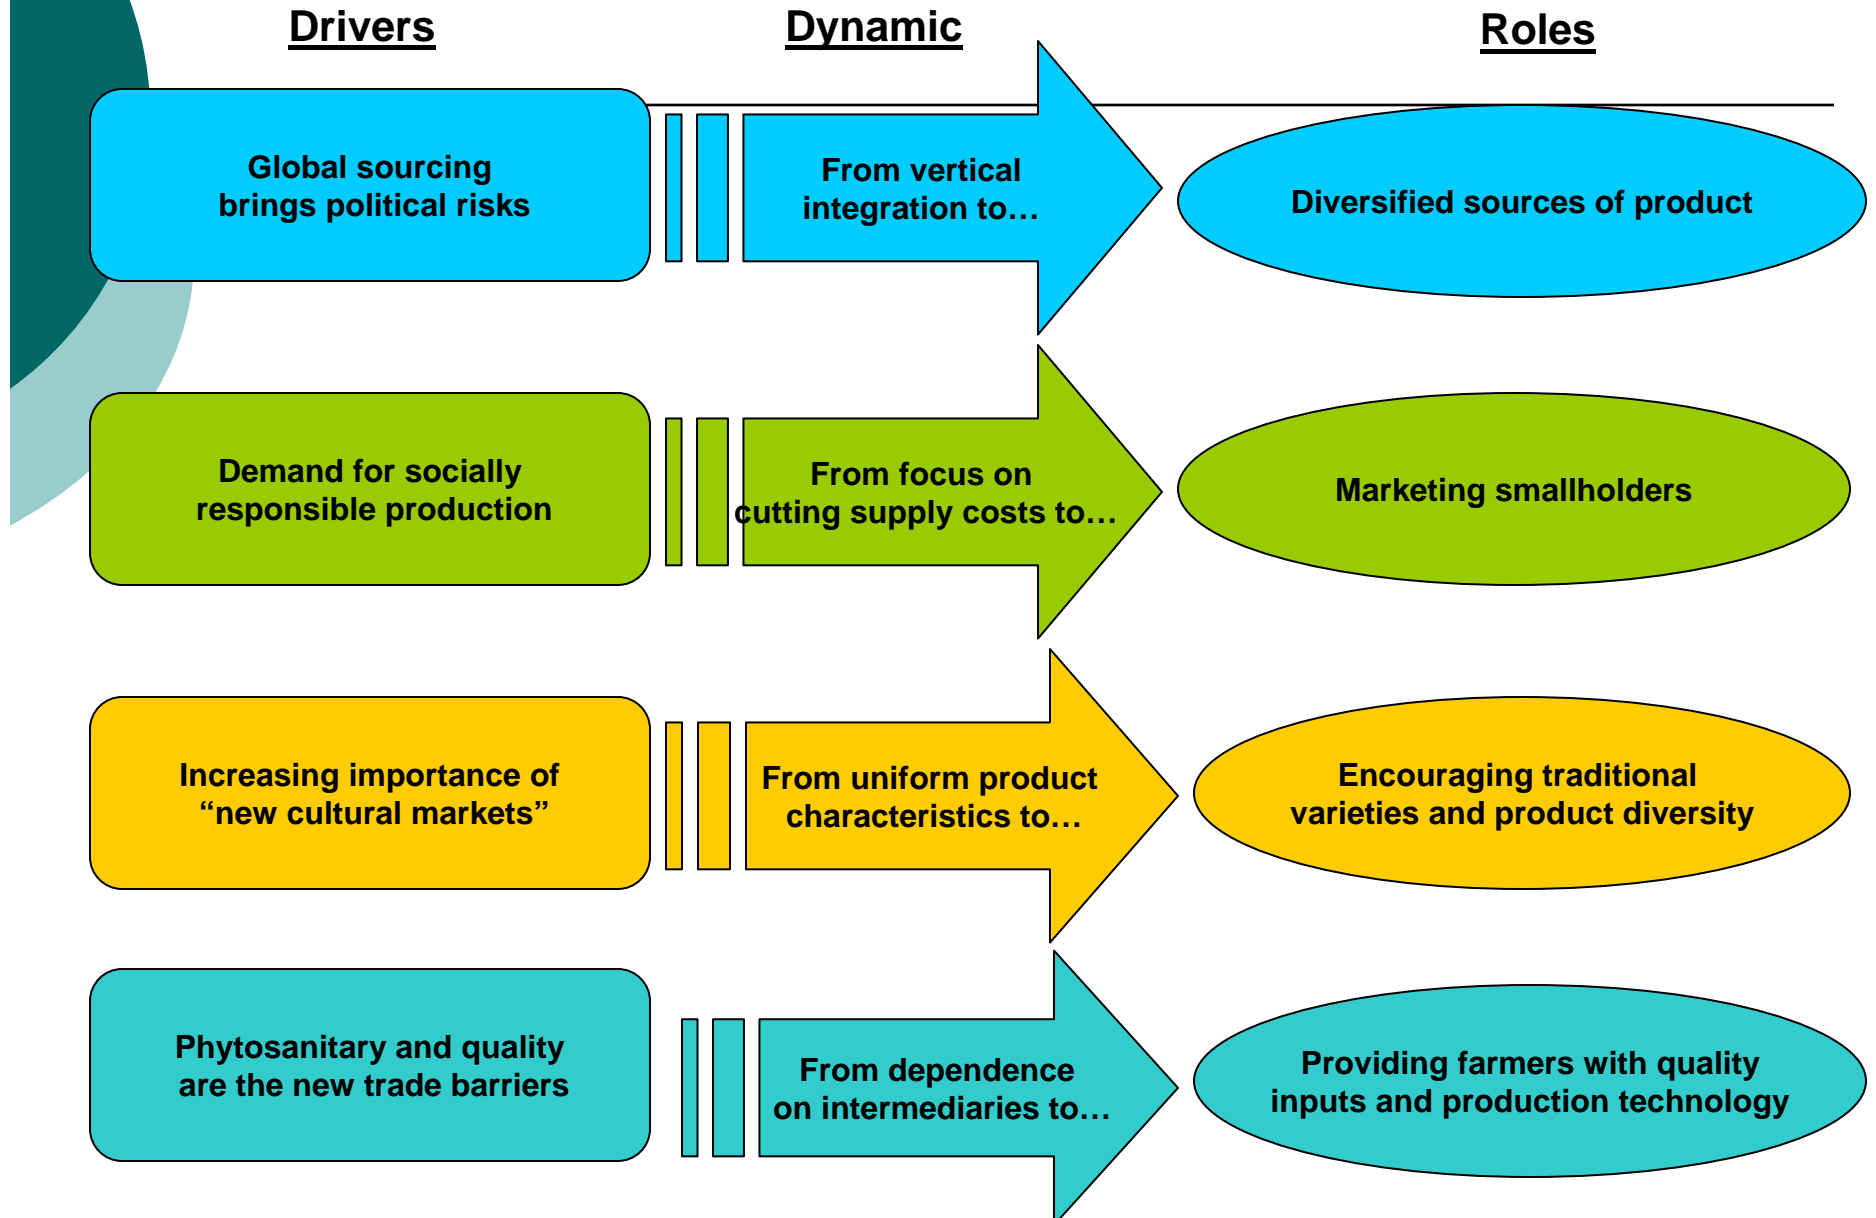 Drivers
Dynamic
Roles
Global sourcing
brings political risks
From vertical
integration to…
Diversified sources of product
Demand for socially
responsible production
From focus on
cutting supply costs to…
Marketing smallholders
Increasing importance of
“new cultural markets”
From uniform product
characteristics to…
Encouraging traditional
varieties and product diversity
Phytosanitary and quality
are the new trade barriers
From dependence
on intermediaries to…
Providing farmers with quality
inputs and production technology